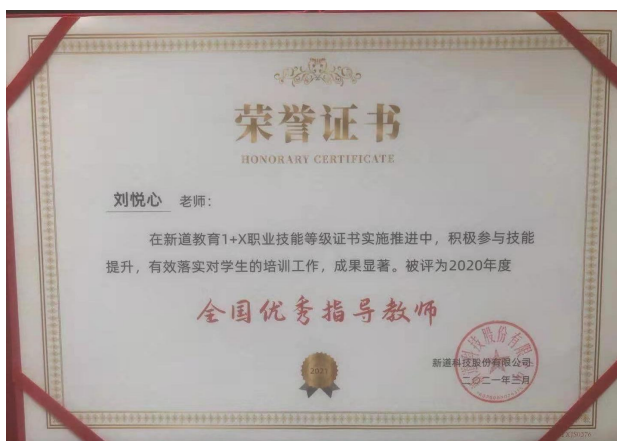 荣誉证书
HONORARY CERTIFICATE
刘悦心 老师：
在新道教育1+X职业技能等级证书实施推进中，积极参与技能
提升，有效落实对学生的培训工作，成果显著。被评为2020年度
全国优秀指导教师
2021
新道科技股份有限公司
二〇二一年三月